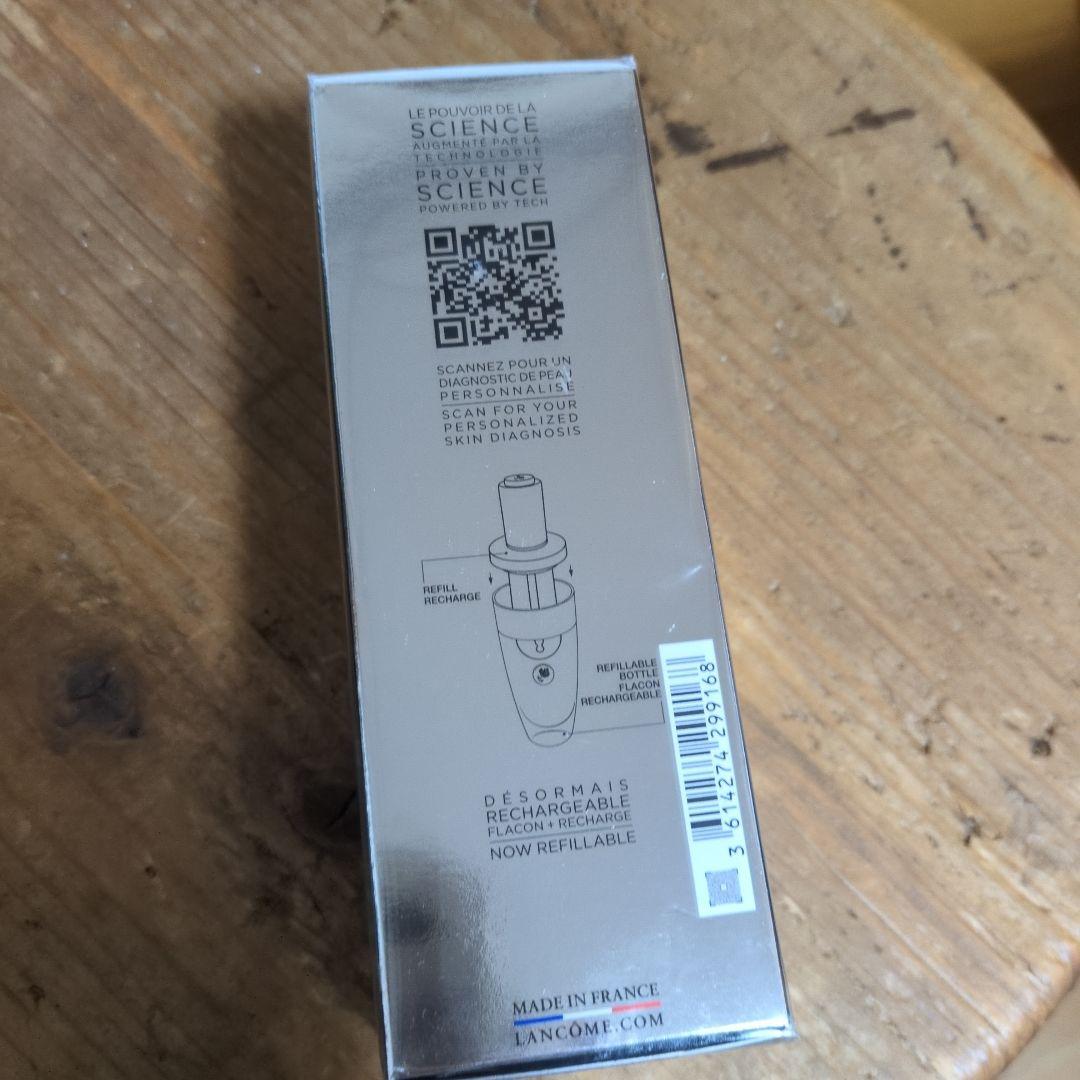 LE POUVOIR DE LA
SCIENCE
AUGMENTÉ PAR LA
TECHNOLOGIE
PROVEN BY
SCIENCE
POWERED BY TECH
SCANNEZ POUR UN
DIAGNOSTIC DE PEAU
PERSONNALISÉ
SCAN FOR YOUR
PERSONALIZED
SKIN DIAGNOSIS
REFILL
RECHARGE
REFILLABLE
BOTTLE
FLACON
RECHARGEABLE
3 614274 299168
DÉSORMAIS
RECHARGEABLE
FLACON + RECHARGE
NOW REFILLABLE
MADE IN FRANCE
LANCÔME.COM